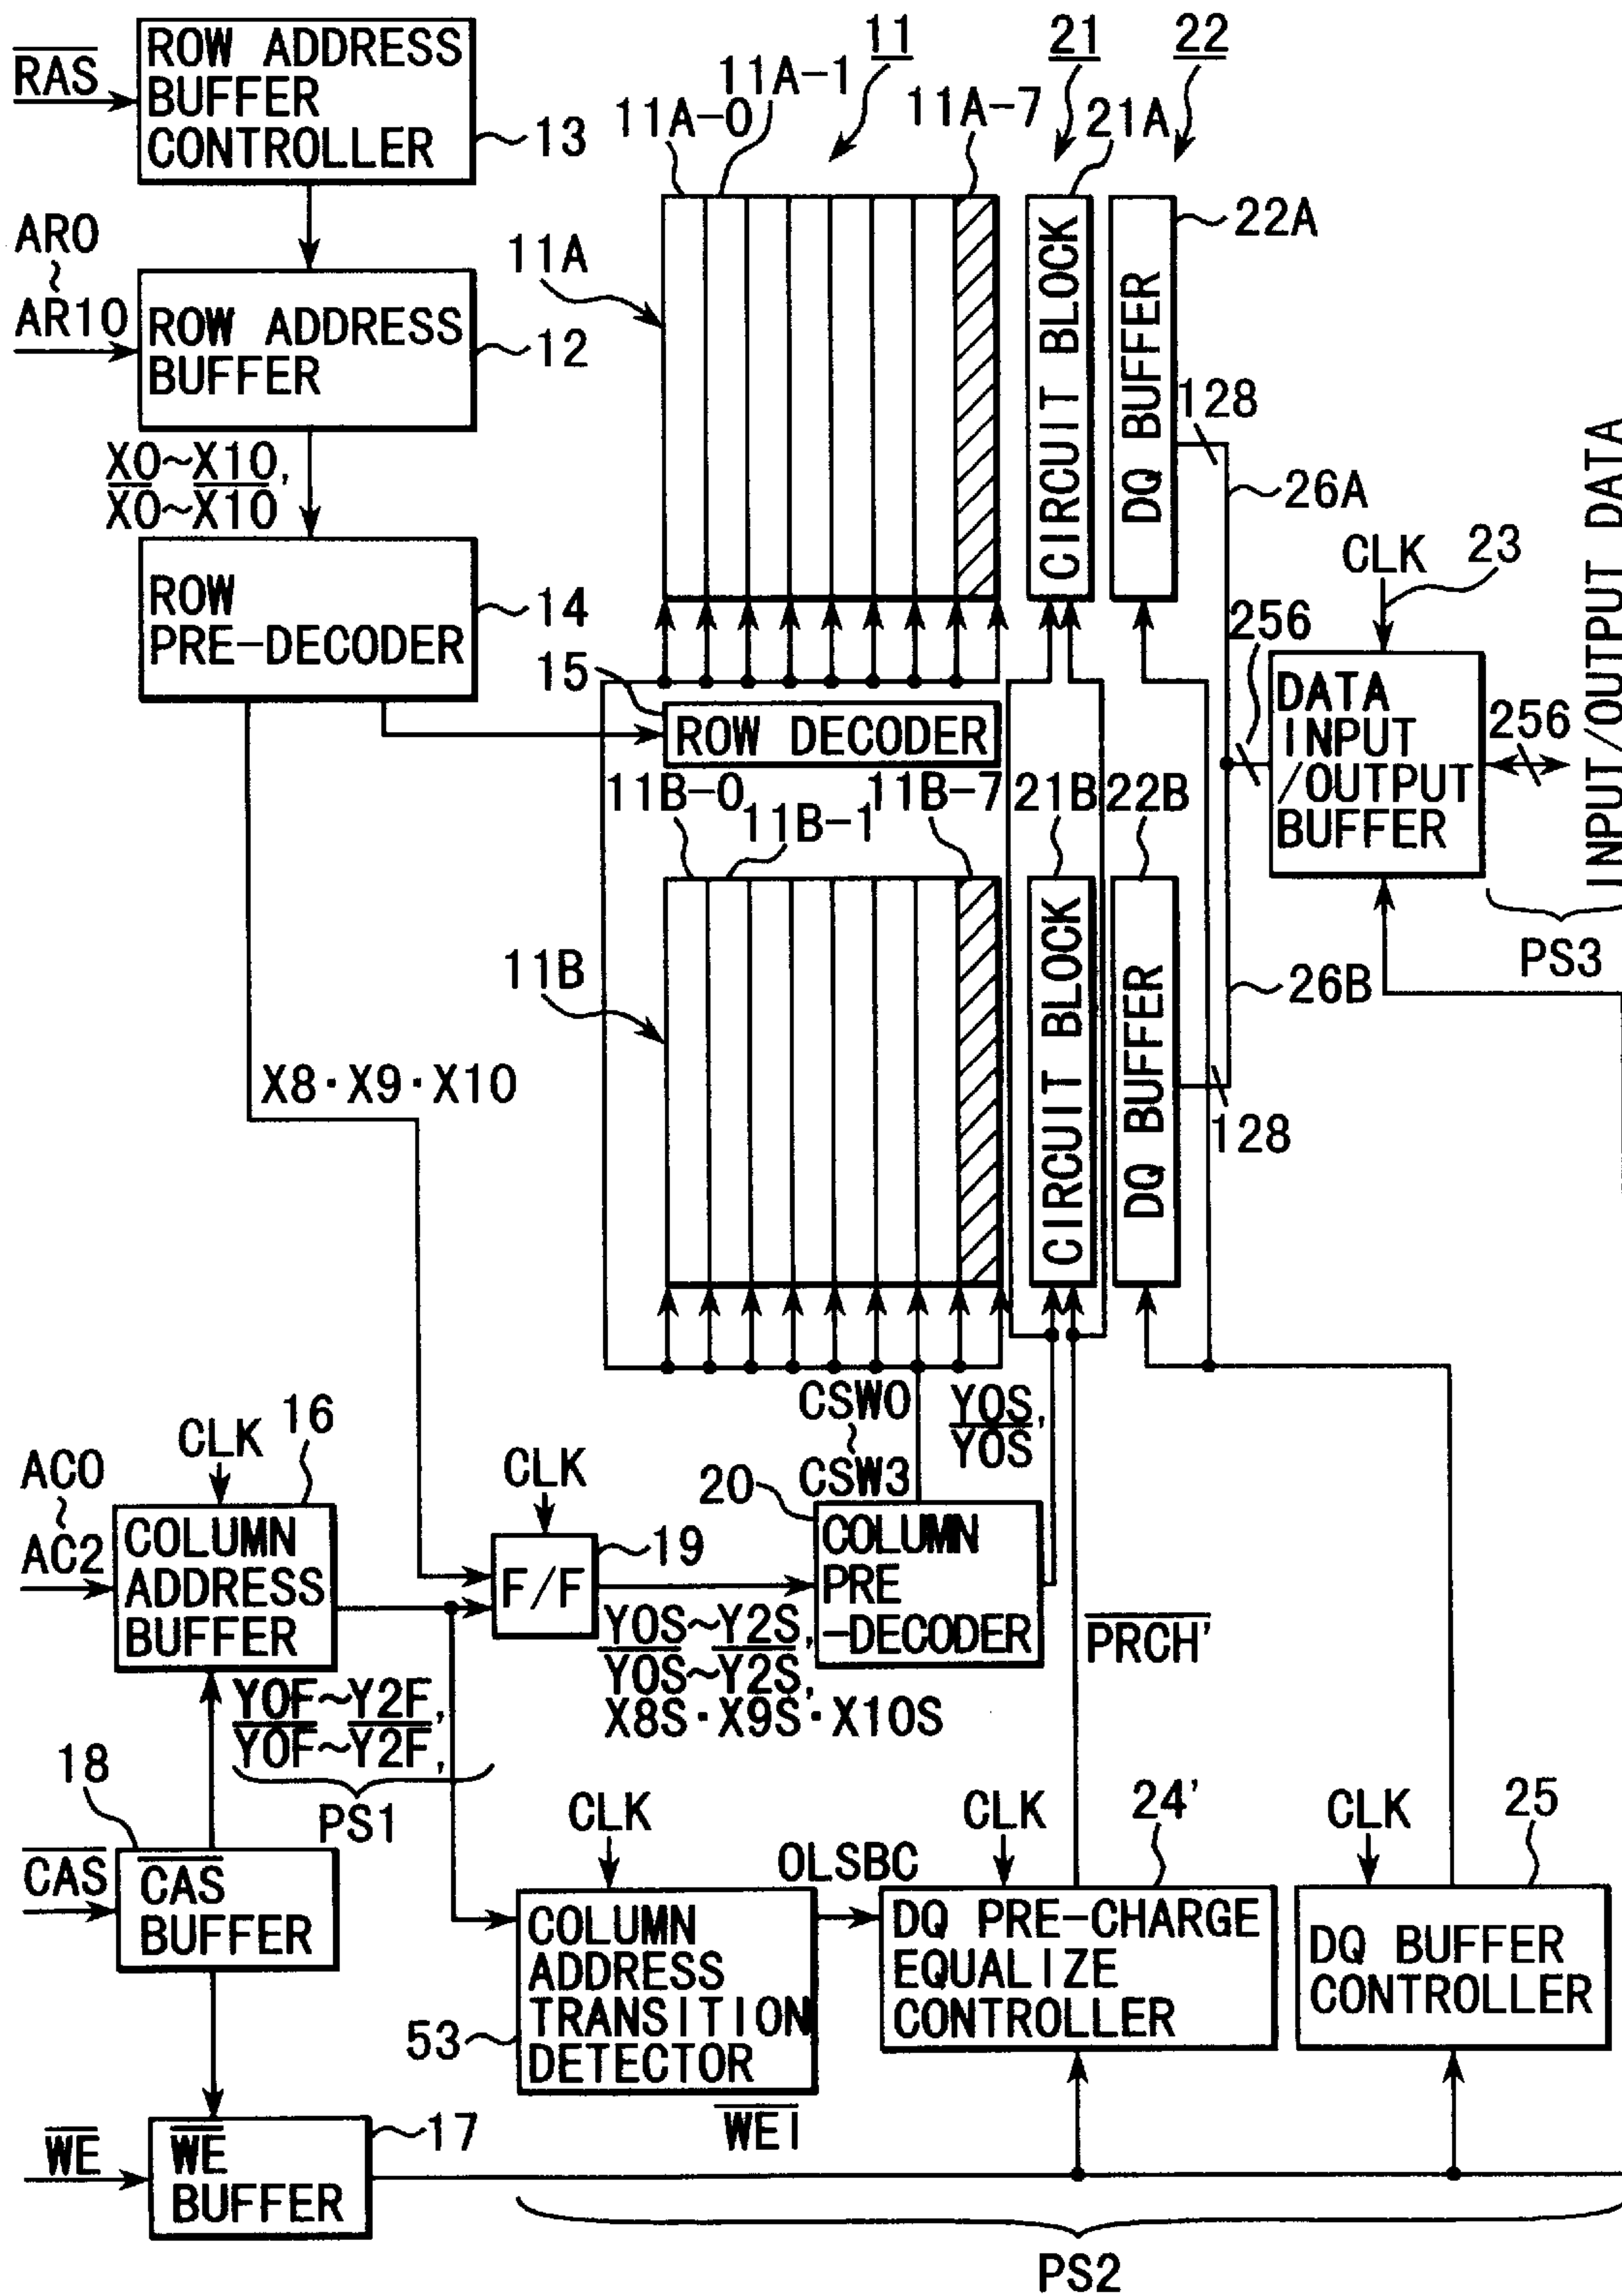 RAS
ROW ADDRESS
BUFFER
CONTROLLER
13
11A-0
11A-1
11
11A-7
21
21A
22
AR0
~
AR10
ROW ADDRESS
BUFFER
12
11A
22A
X0~X10,
X0~X10
CIRCUIT BLOCK
DQ BUFFER
128
26A
ROW
PRE-DECODER
14
CLK
23
15
ROW DECODER
256
DATA
INPUT
/OUTPUT
BUFFER
256
INPUT/OUTPUT DATA
11B-0
11B-1
11B-7
21B
22B
PS3
11B
CIRCUIT BLOCK
DQ BUFFER
26B
128
X8·X9·X10
CSW0
~
CSW3
Y0S,
Y0S
AC0
~
AC2
CLK
16
COLUMN
ADDRESS
BUFFER
CLK
F/F
19
20
COLUMN
PRE
-DECODER
Y0S~Y2S,
Y0S~Y2S,
X8S·X9S·X10S
PRCH'
Y0F~Y2F,
Y0F~Y2F,
PS1
18
CAS
CAS
BUFFER
CLK
53
COLUMN
ADDRESS
TRANSITION
DETECTOR
OLSBC
CLK
24'
DQ PRE-CHARGE
EQUALIZE
CONTROLLER
CLK
25
DQ BUFFER
CONTROLLER
WE
WE
BUFFER
17
WEI
PS2